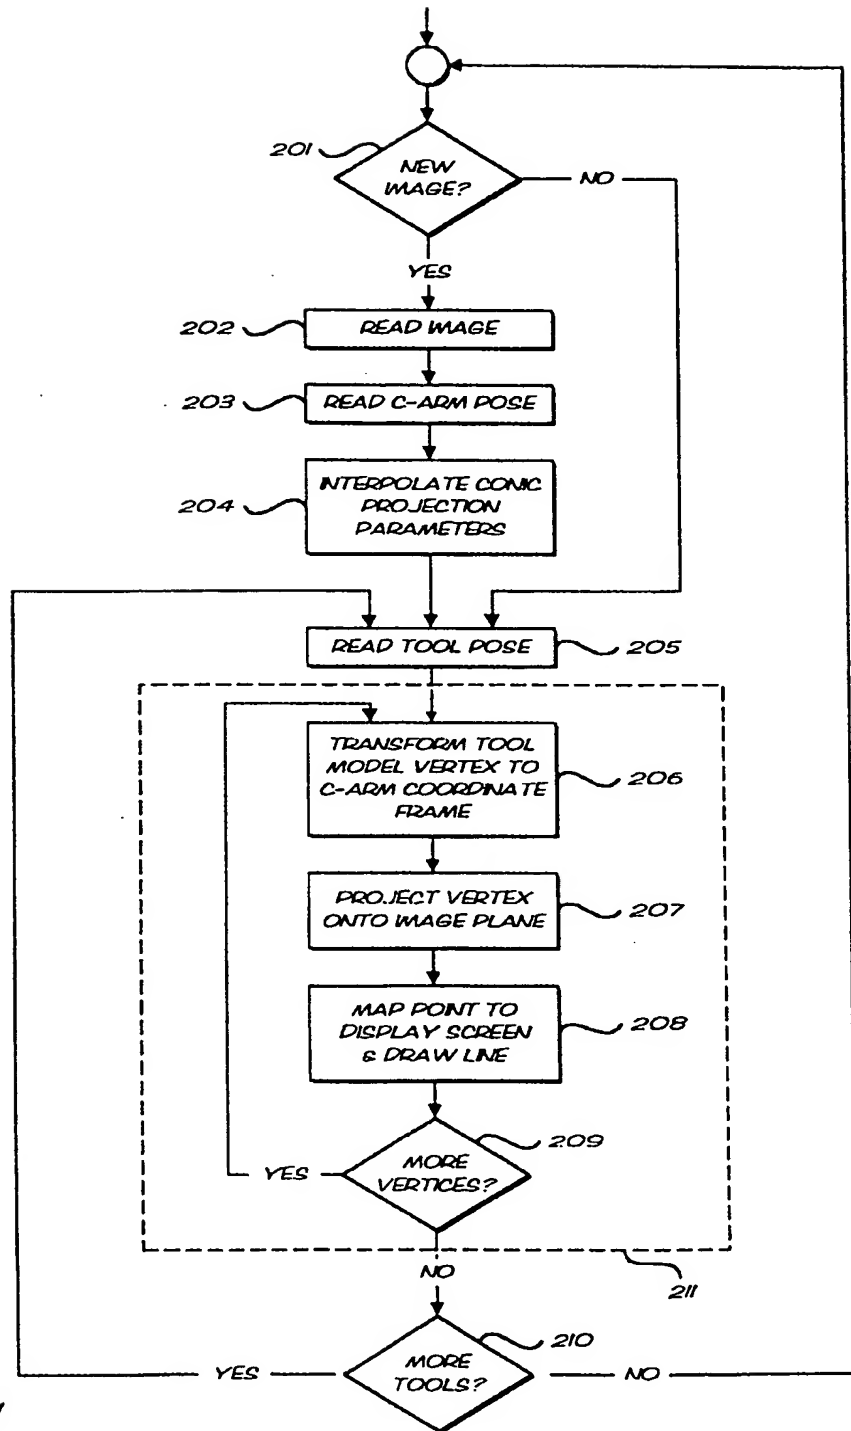 201
NEW
IMAGE?
NO
YES
202
READ IMAGE
203
READ C-ARM POSE
204
INTERPOLATE CONIC
PROJECTION
PARAMETERS
READ TOOL POSE
205
TRANSFORM TOOL
MODEL VERTEX TO
C-ARM COORDINATE
FRAME
206
PROJECT VERTEX
ONTO IMAGE PLANE
207
MAP POINT TO
DISPLAY SCREEN
& DRAW LINE
208
209
MORE
VERTICES?
YES
NO
211
210
MORE
TOOLS?
YES
NO